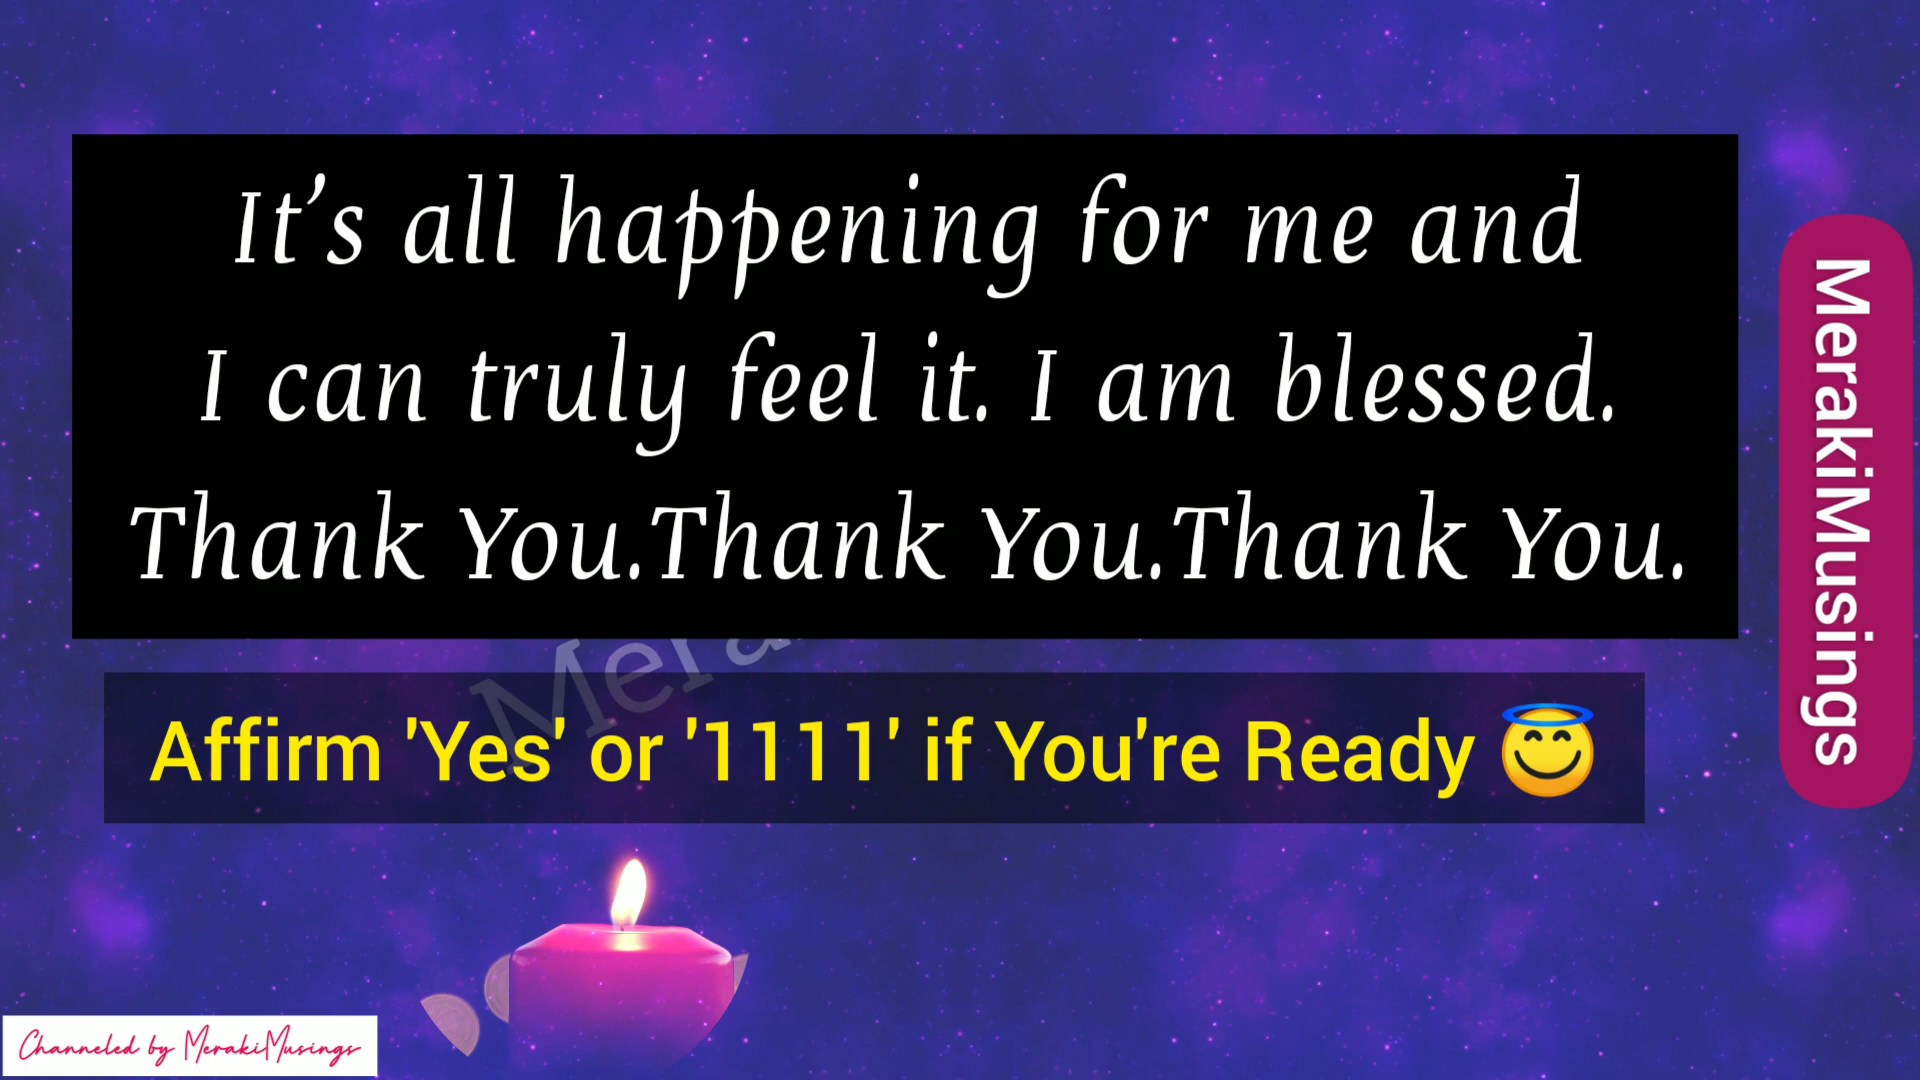 It’s all happening for me and
I can truly feel it. I am blessed.
Thank You.Thank You.Thank You.
Affirm 'Yes' or '1111' if You're Ready 😇
MerakiMusings
Mera
Channeled by MerakiMusings